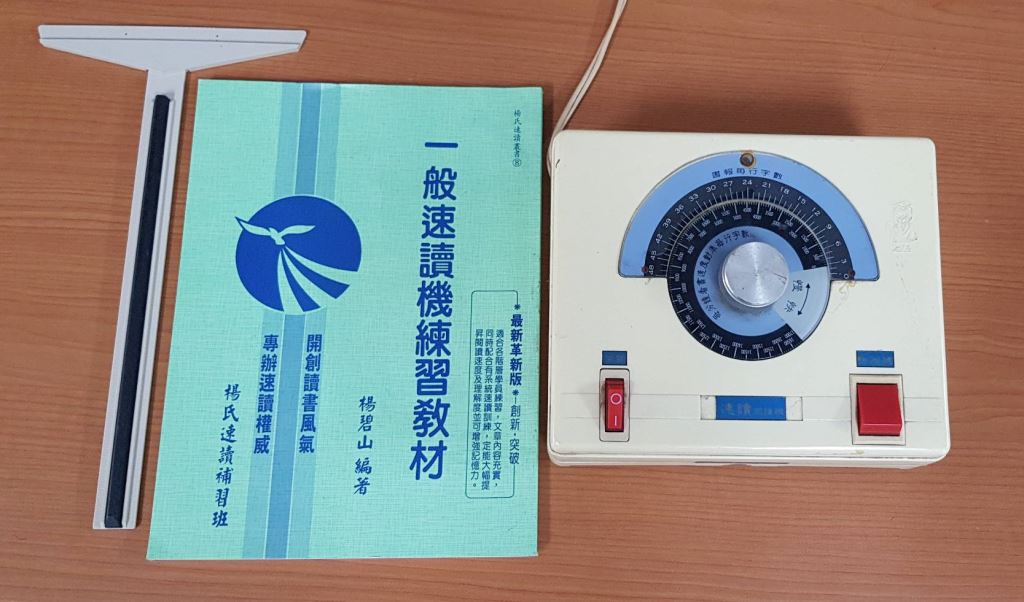 楊氏速讀叢書⑧
一般速讀機練習教材
＊最新革新版＊─創新・突破
適合各階層學員練習，文章內容充實，
同時配合有系統速讀訓練，定能大幅提
昇閱讀速度及理解度並可增強記憶力。
楊碧山 編著
開創讀書風氣
專辦速讀權威
楊氏速讀補習班
書報每行字數
48 45 42 39 36 33 30 27 24 21 18 15 12 9 6 3 0
慢 快
速讀